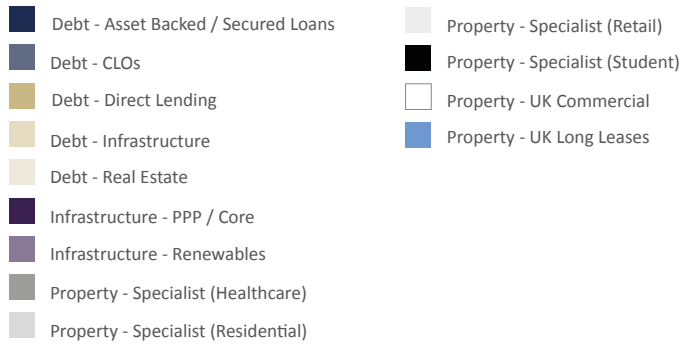 Debt - Asset Backed / Secured Loans
Debt - CLOs
Debt - Direct Lending
Debt - Infrastructure
Debt - Real Estate
Infrastructure - PPP / Core
Infrastructure - Renewables
Property - Specialist (Healthcare)
Property - Specialist (Residential)
Property - Specialist (Retail)
Property - Specialist (Student)
Property - UK Commercial
Property - UK Long Leases